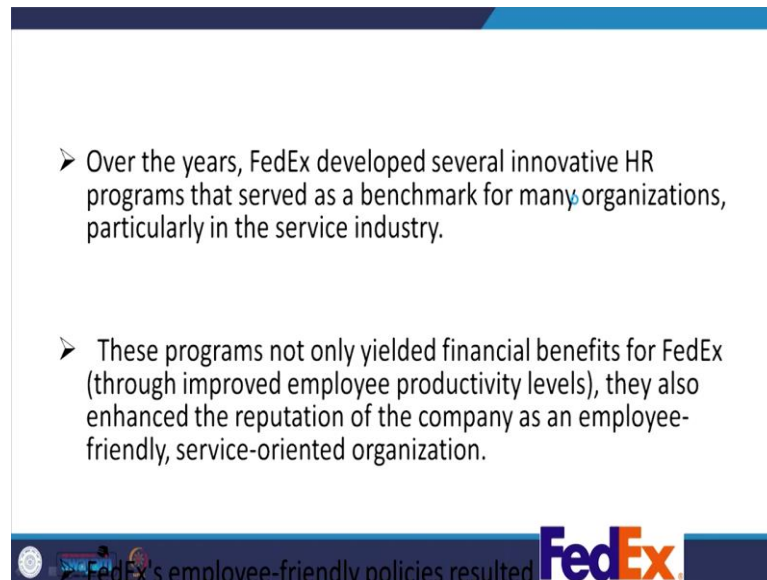 ➢ Over the years, FedEx developed several innovative HR
programs that served as a benchmark for many organizations,
particularly in the service industry.
➢ These programs not only yielded financial benefits for FedEx
(through improved employee productivity levels), they also
enhanced the reputation of the company as an employee-
friendly, service-oriented organization.
➢ FedEx's employee-friendly policies resulted
FedEx.